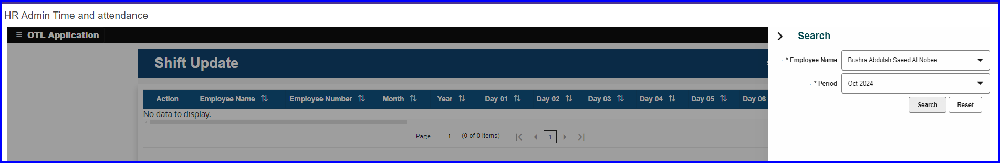 HR Admin Time and attendance
OTL Application
Search
Shift Update
* Employee Name Bushra Abdulah Saeed Al Nobee
* Period Oct-2024
Search Reset
Action Employee Name Employee Number Month Year Day 01 Day 02 Day 03 Day 04 Day 05 Day 06
No data to display.
Page 1 (0 of 0 items) 1